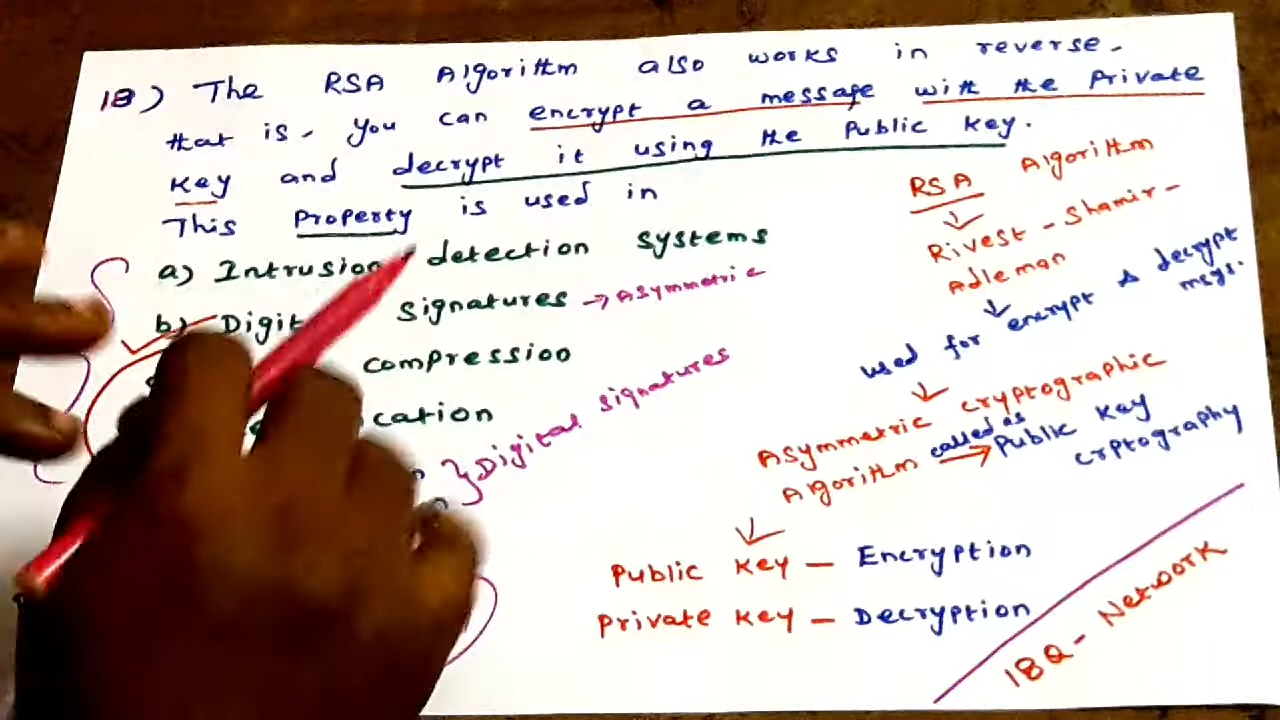 18) The RSA Algorithm also works in reverse.
that is. You can encrypt a message with the Private
Key and decrypt it using the Public Key.
This Property is used in
a) Intrusion detection systems
b) Digit signatures → Asymmetric
compression
cation
} Digital signatures
RSA Algorithm
Rivest - Shamir -
Adleman
used for encrypt & decrypt
msgs.
Asymmetric cryptographic
Algorithm called as → Public Key
crptography
Public Key - Encryption
Private Key - Decryption
18Q - Network